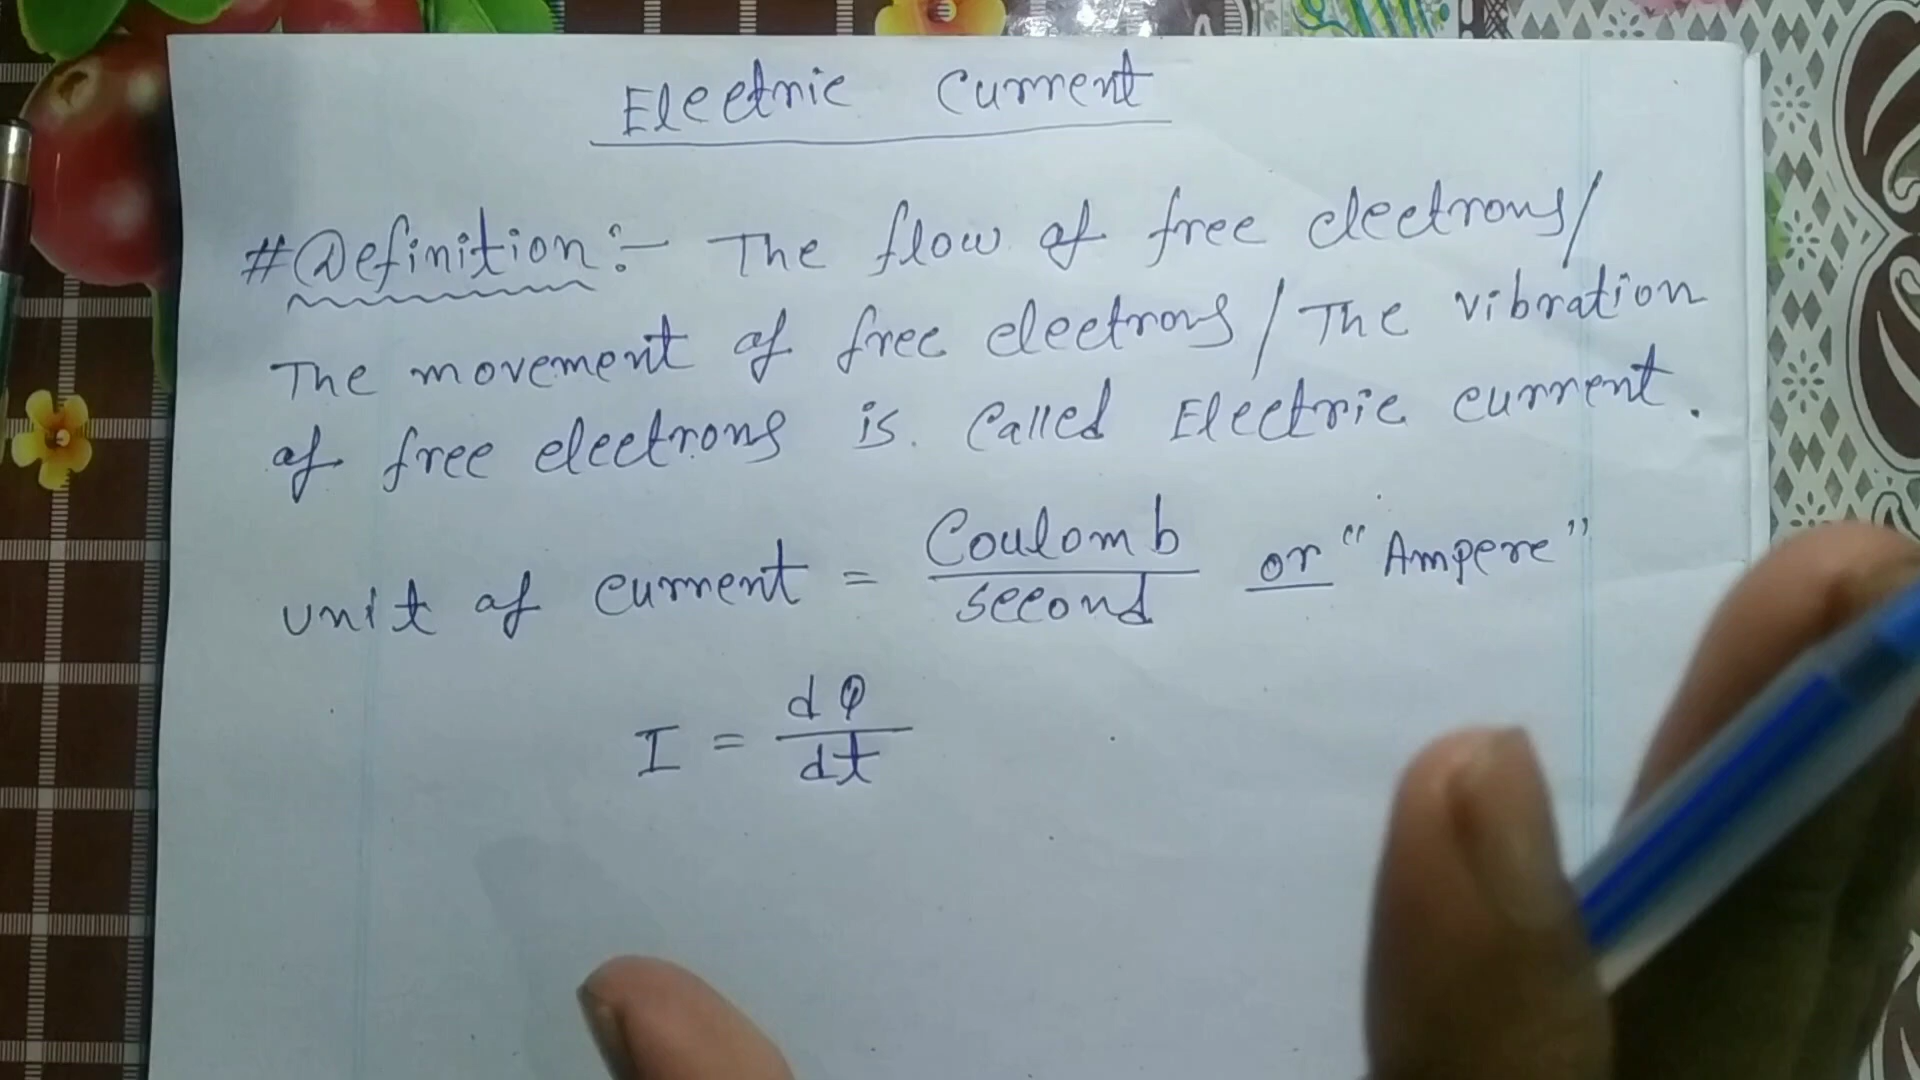 Electric Current
#Definition:- The flow of free electrons/
The movement of free electrons/The vibration
of free electrons is. Called Electric current.
unit of current = Coulomb/second or "Ampere"
I = dQ/dt